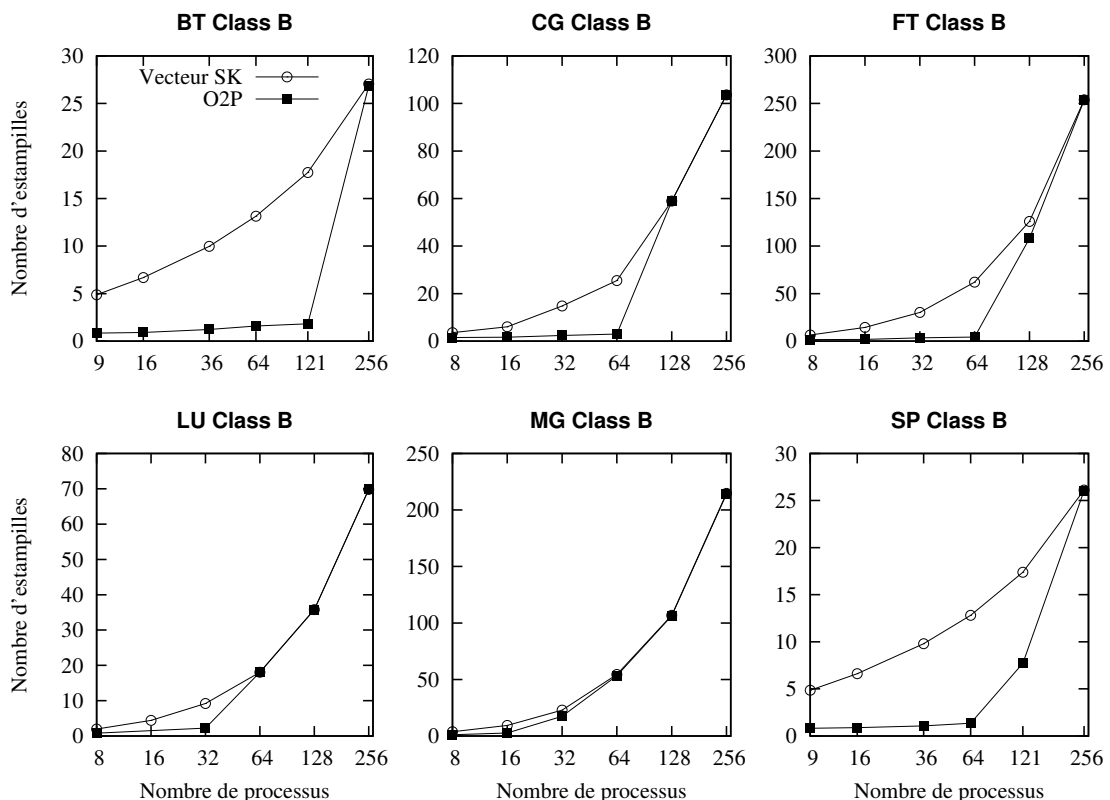 BT Class B
CG Class B
FT Class B
Nombre d'estampilles
30
25
20
15
10
5
0
Vecteur SK
O2P
9 16 36 64 121 256
120
100
80
60
40
20
0
8 16 32 64 128 256
300
250
200
150
100
50
0
8 16 32 64 128 256
LU Class B
MG Class B
SP Class B
Nombre d'estampilles
80
70
60
50
40
30
20
10
0
8 16 32 64 128 256
Nombre de processus
250
200
150
100
50
0
8 16 32 64 128 256
Nombre de processus
30
25
20
15
10
5
0
9 16 36 64 121 256
Nombre de processus